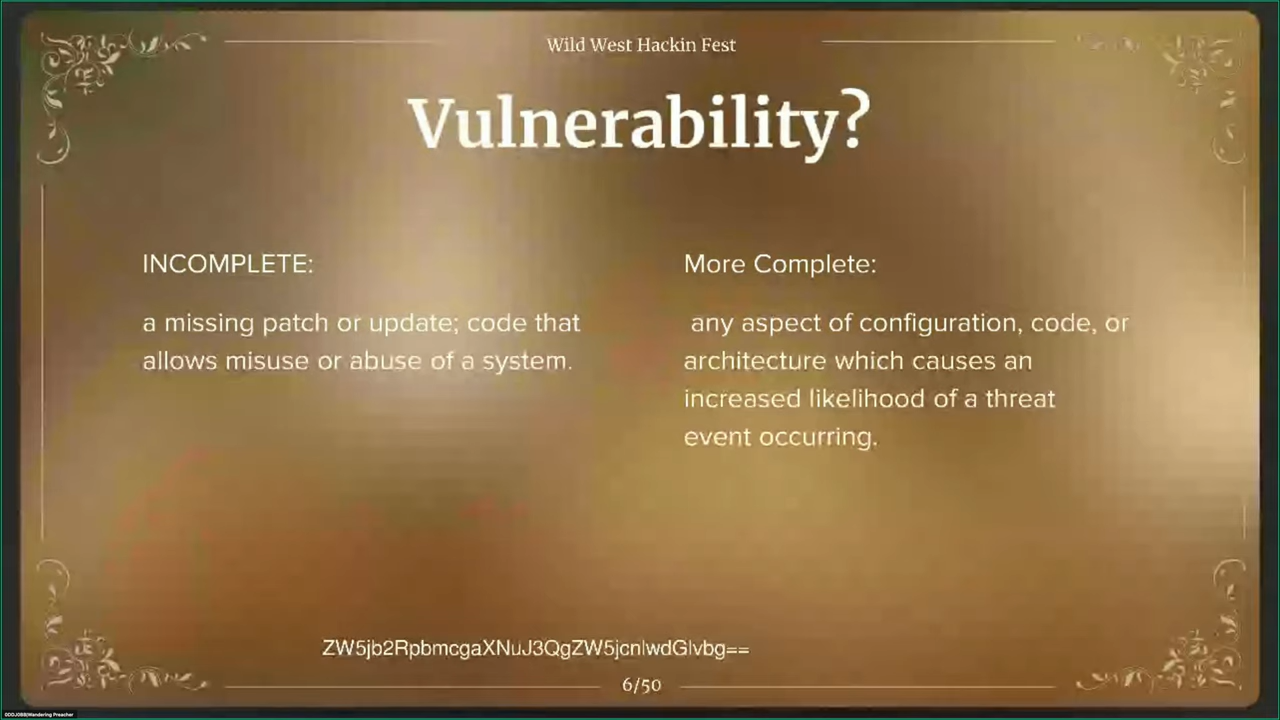 Wild West Hackin Fest
Vulnerability?
INCOMPLETE:
a missing patch or update; code that
allows misuse or abuse of a system.
More Complete:
any aspect of configuration, code, or
architecture which causes an
increased likelihood of a threat
event occurring.
ZW5jb2RpbmcgaXNuJ3QgZW5jcnlwdGlvbg==
6/50